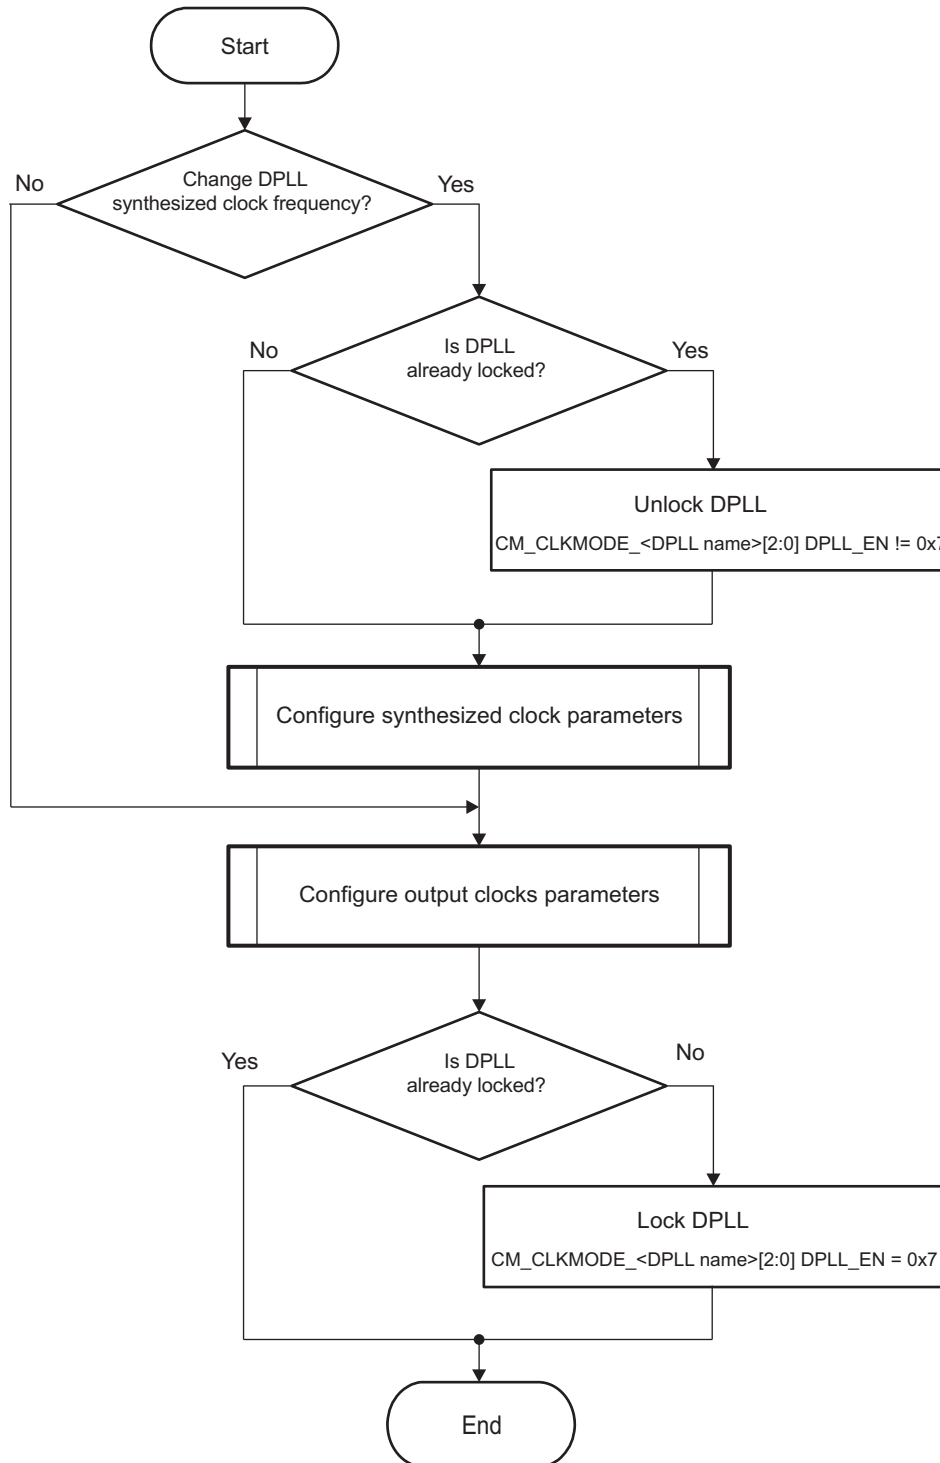 Start
Change DPLL
synthesized clock frequency?
No
Yes
Is DPLL
already locked?
No
Yes
Unlock DPLL
CM_CLKMODE_<DPLL name>[2:0] DPLL_EN != 0x7
Configure synthesized clock parameters
Configure output clocks parameters
Is DPLL
already locked?
Yes
No
Lock DPLL
CM_CLKMODE_<DPLL name>[2:0] DPLL_EN = 0x7
End